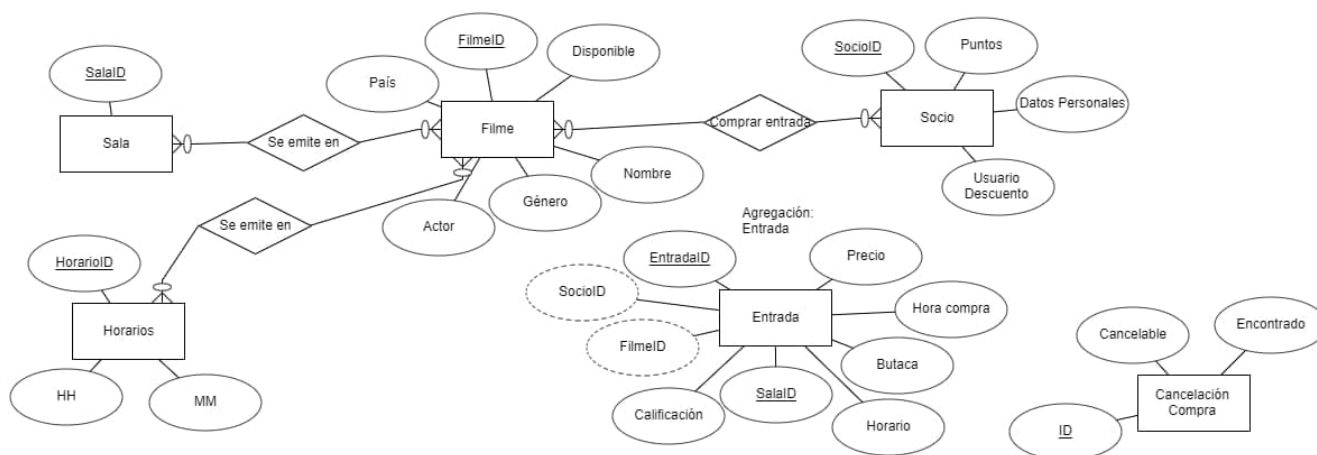 FilmeID
Disponible
SocioID
Puntos
SalaID
País
Datos Personales
Sala
Se emite en
Filme
Comprar entrada
Socio
Nombre
Usuario
Descuento
Género
Actor
Se emite en
Agregación:
Entrada
HorarioID
EntradaID
Precio
SocioID
Horarios
Entrada
Hora compra
FilmeID
Cancelable
Encontrado
Butaca
HH
MM
Calificación
SalaID
Horario
Cancelación
Compra
ID